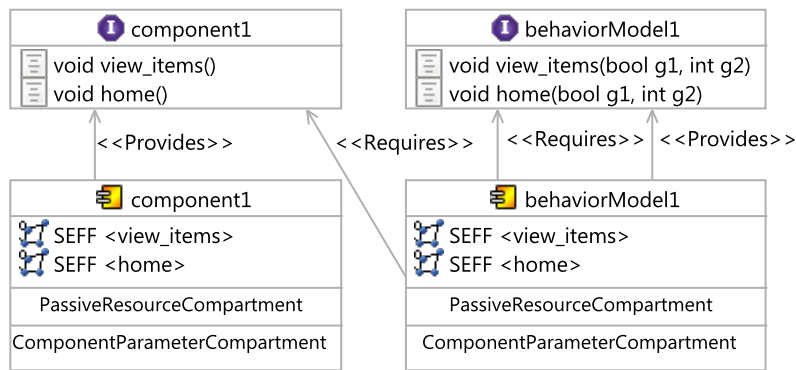 I component1
void view_items()
void home()
I behaviorModel1
void view_items(bool g1, int g2)
void home(bool g1, int g2)
<<Provides>>
<<Requires>>
<<Requires>>
<<Provides>>
component1
SEFF <view_items>
SEFF <home>
PassiveResourceCompartment
ComponentParameterCompartment
behaviorModel1
SEFF <view_items>
SEFF <home>
PassiveResourceCompartment
ComponentParameterCompartment